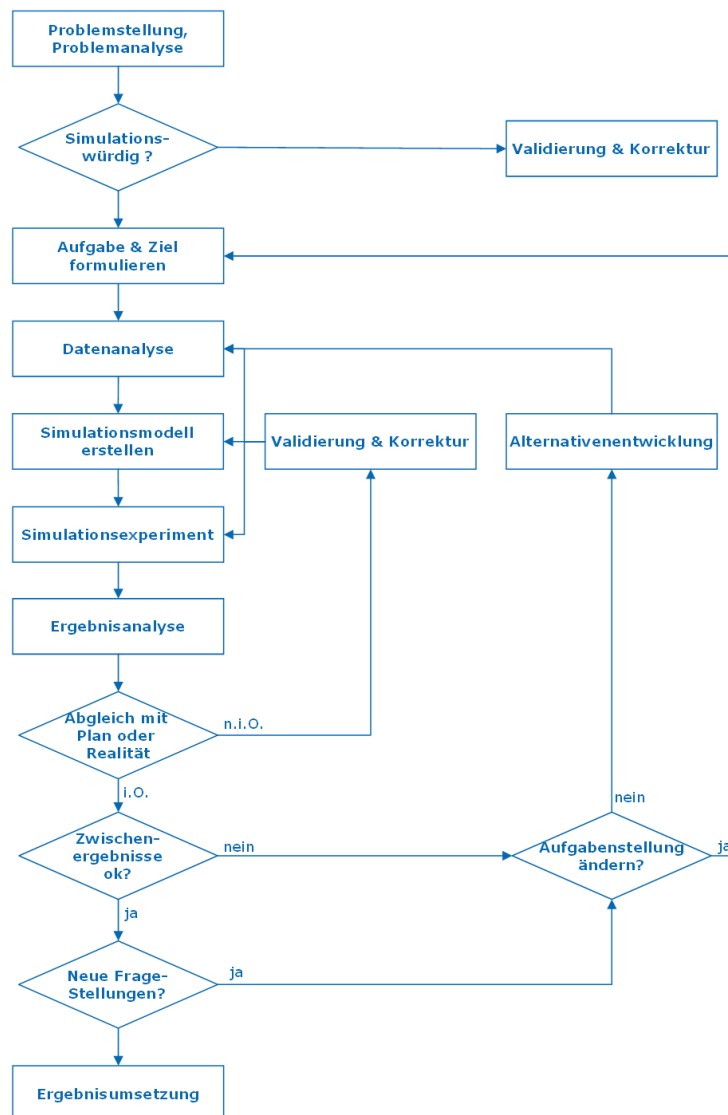 Problemstellung,
Problemanalyse
Simulations-
würdig ?
Validierung & Korrektur
Aufgabe & Ziel
formulieren
Datenanalyse
Simulationsmodell
erstellen
Validierung & Korrektur
Alternativenentwicklung
Simulationsexperiment
Ergebnisanalyse
Abgleich mit
Plan oder
Realität
n.i.O.
i.O.
nein
Zwischen-
ergebnisse
ok?
nein
Aufgabenstellung
ändern?
ja
ja
Neue Frage-
Stellungen?
ja
Ergebnisumsetzung